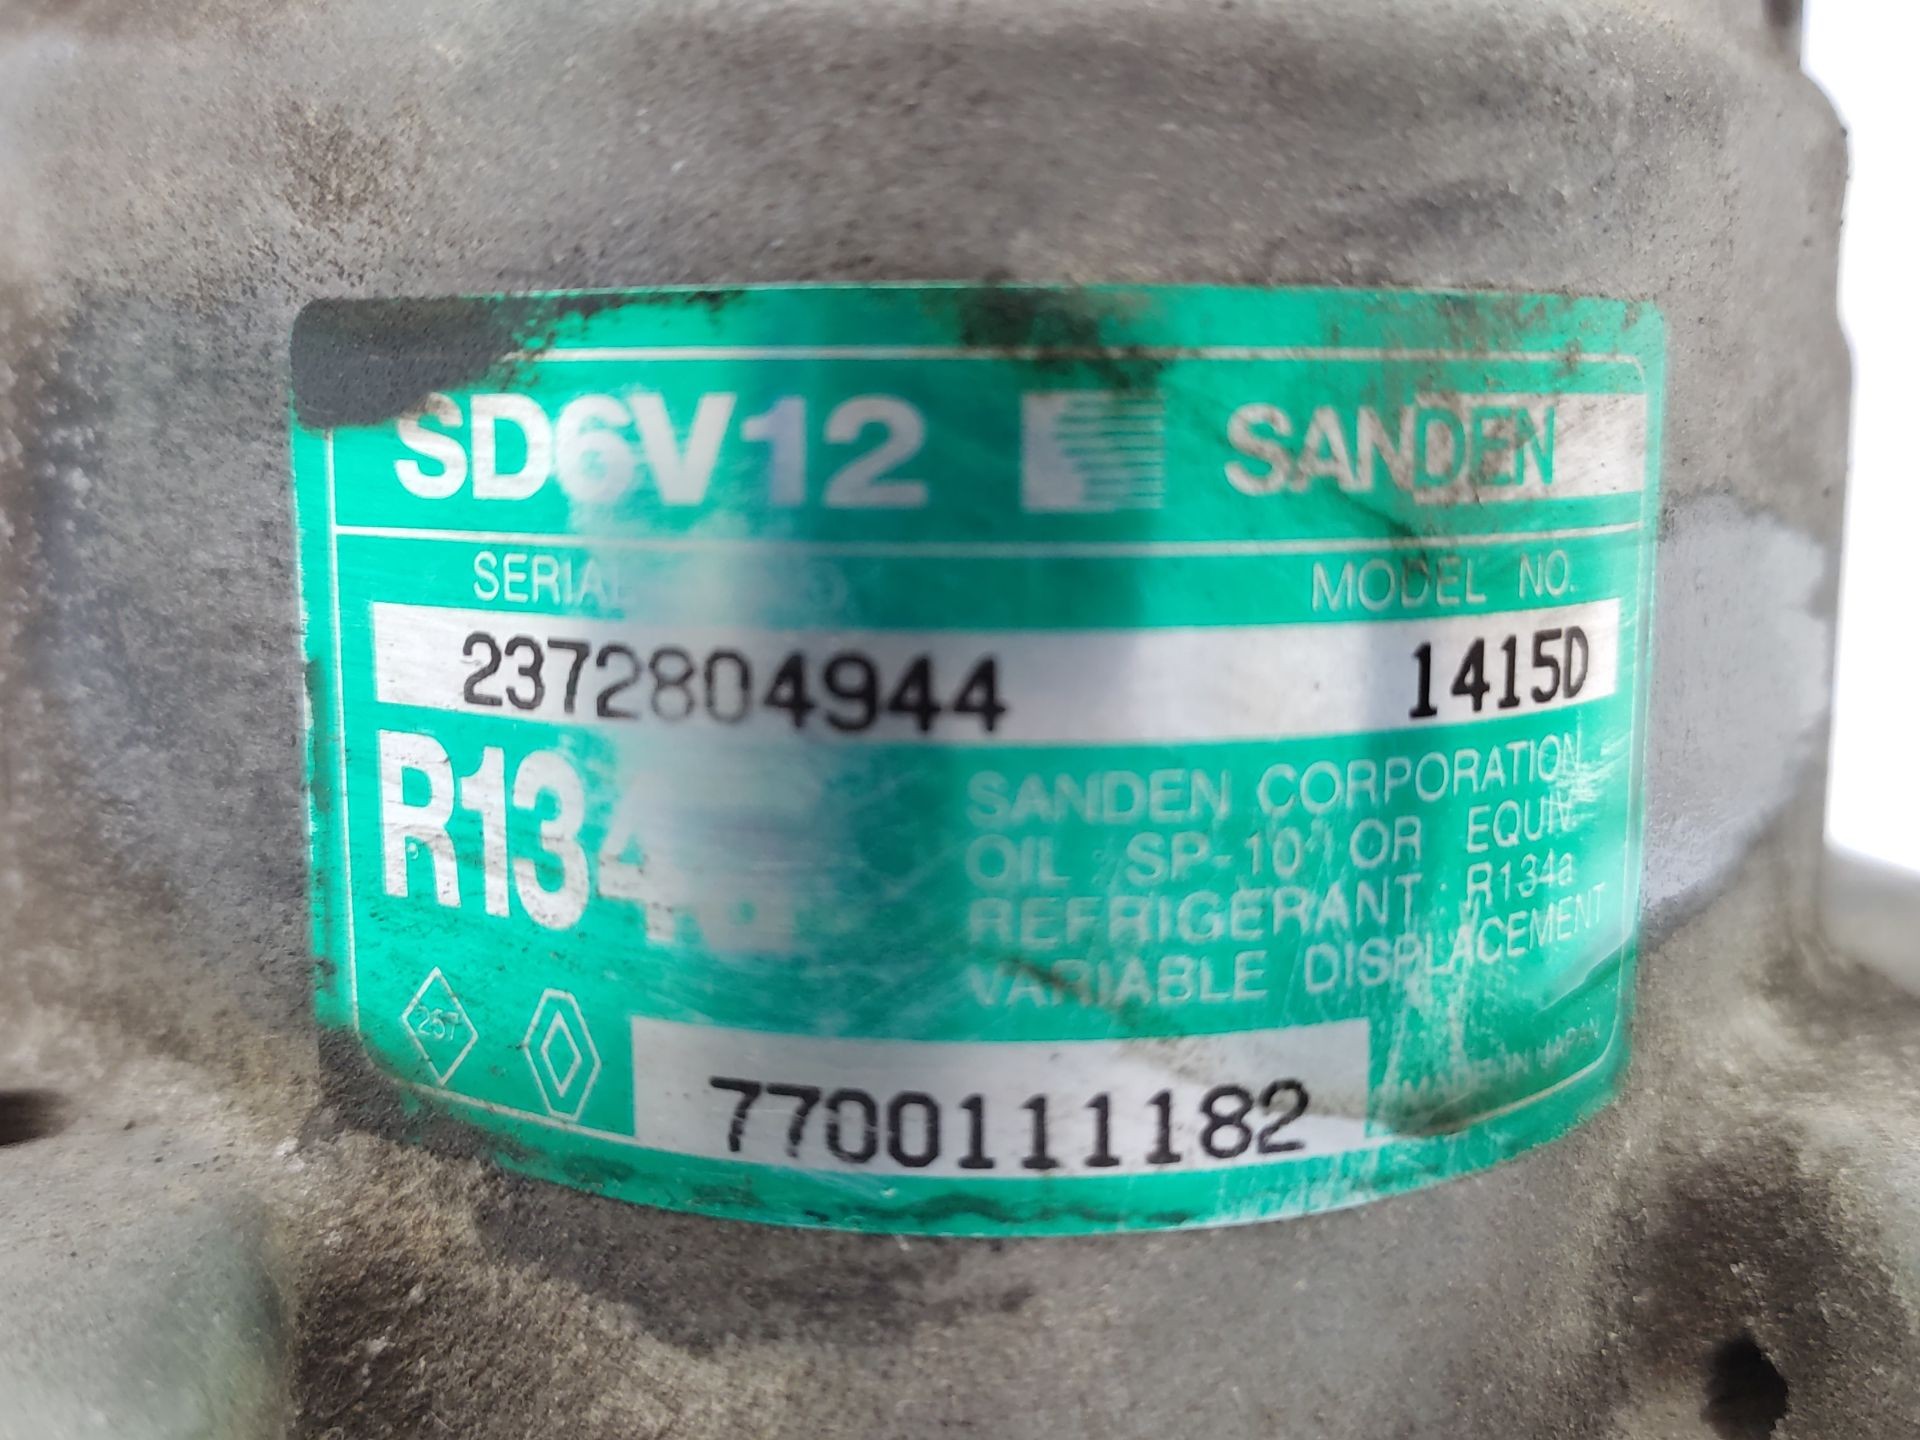 SD6V12 SANDEN
SERIAL MODEL NO.
2372804944 1415D
R134a
SANDEN CORPORATION
OIL SP-10 OR EQUIV.
REFRIGERANT R134a
VARIABLE DISPLACEMENT
257
MADE IN JAPAN
7700111182